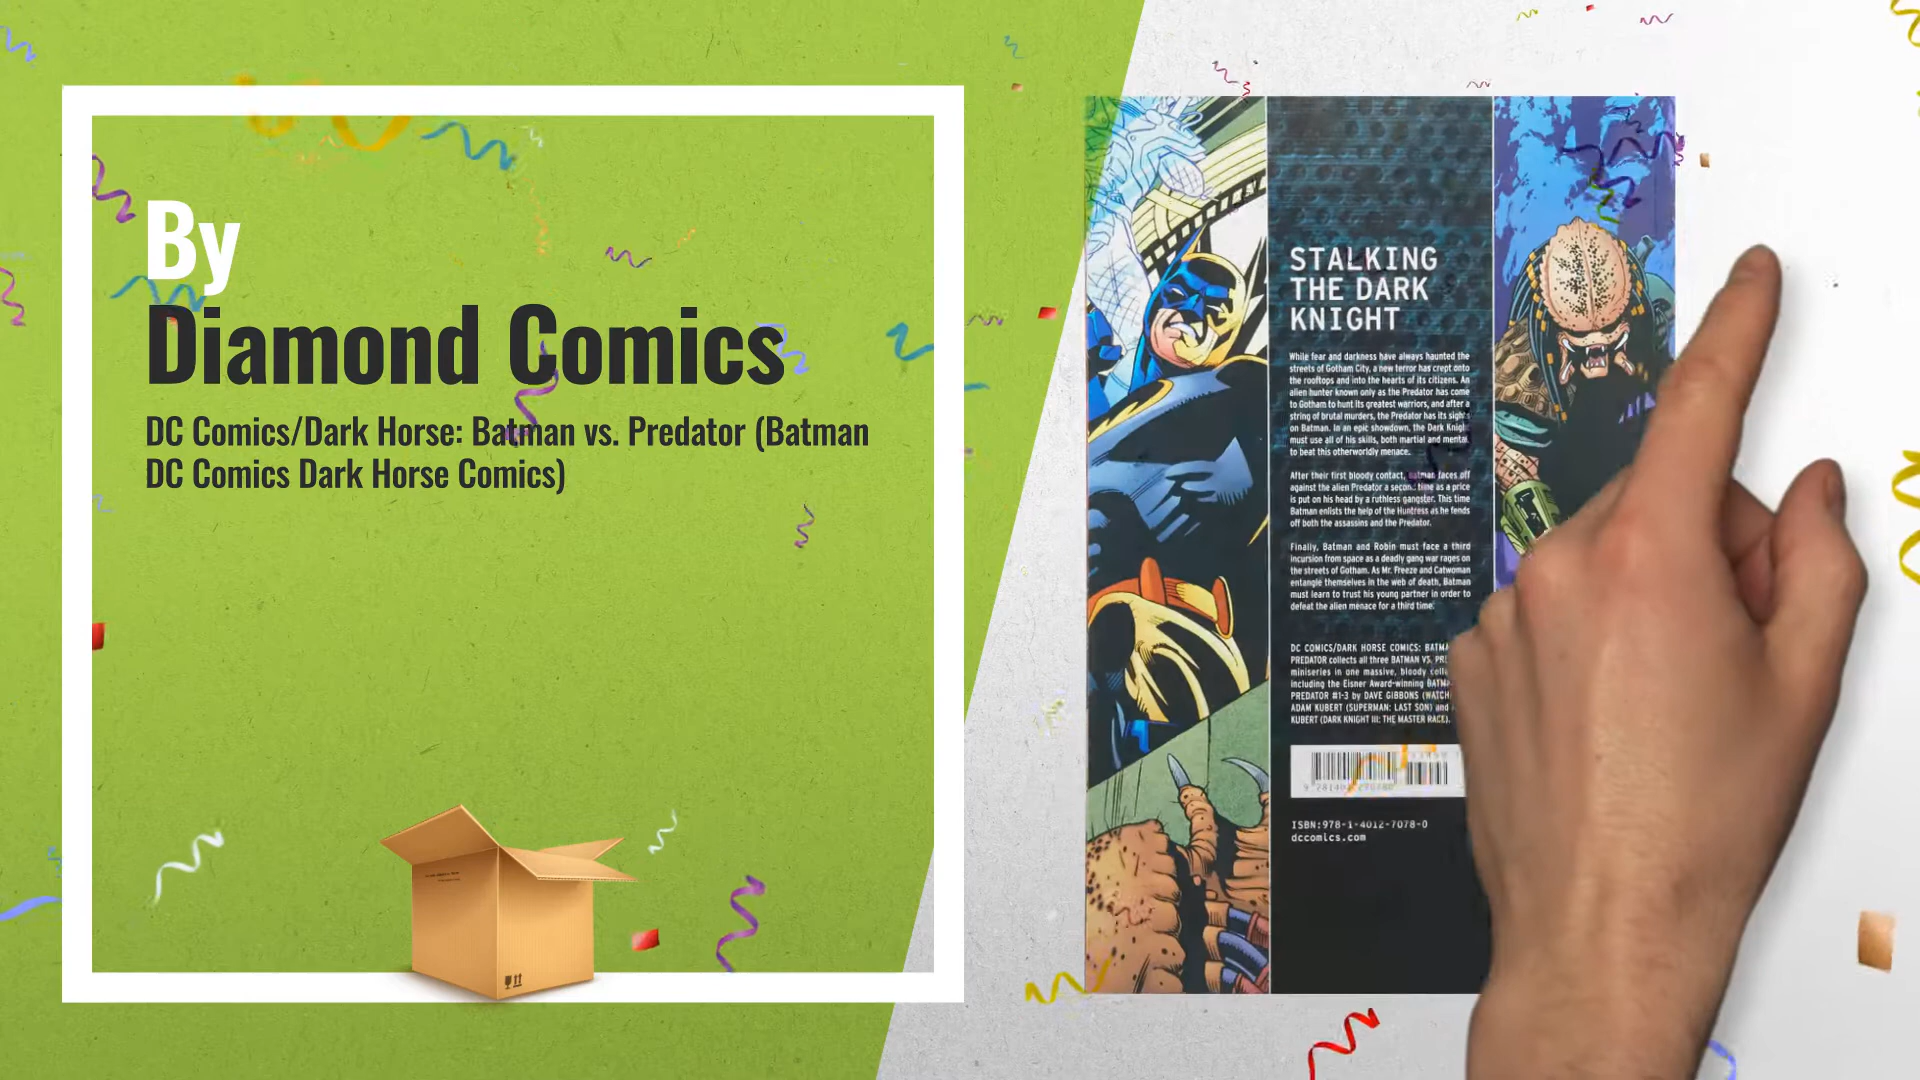 By
Diamond Comics
DC Comics/Dark Horse: Batman vs. Predator (Batman
DC Comics Dark Horse Comics)
STALKING
THE DARK
KNIGHT
While fear and darkness have always haunted the
streets of Gotham City, a new terror has crept onto
the rooftops and into the hearts of its citizens. An
alien hunter known only as the Predator has come
to Gotham to hunt its greatest warriors, and after a
string of brutal murders, the Predator has its sights
on Batman. In an epic showdown, the Dark Knight
must use all of his skills, both martial and mental
to beat this otherworldly menace.
After their first bloody contact, Batman faces off
against the alien Predator a second time as a price
is put on his head by a ruthless gangster. This time
Batman enlists the help of the Huntress as he fends
off both the assassins and the Predator.
Finally, Batman and Robin must face a third
incursion from space as a deadly gang war rages on
the streets of Gotham. As Mr. Freeze and Catwoman
entangle themselves in the web of death, Batman
must learn to trust his young partner in order to
defeat the alien menace for a third time.
DC COMICS/DARK HORSE COMICS: BATMA
PREDATOR collects all three BATMAN VS. PRE
miniseries in one massive, bloody colle
including the Eisner Award-winning BATMA
PREDATOR #1-3 by DAVE GIBBONS (WATCH
ADAM KUBERT (SUPERMAN: LAST SON) and
KUBERT (DARK KNIGHT III: THE MASTER RACE).
ISBN:978-1-4012-7078-0
dccomics.com